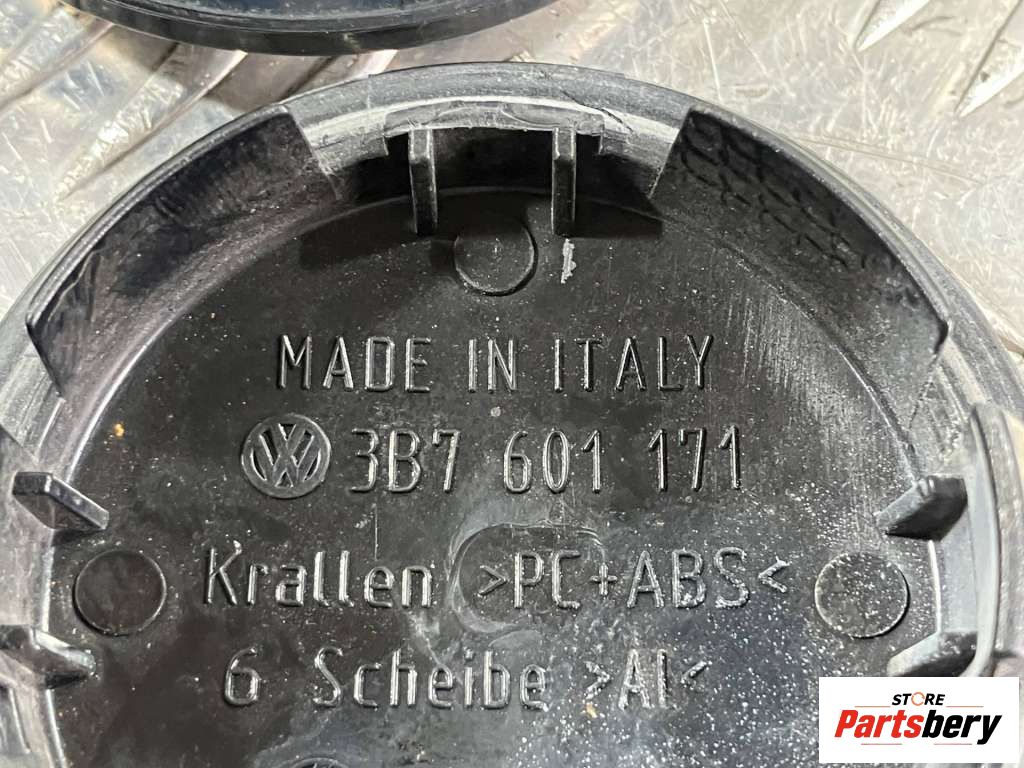 MADE IN ITALY
3B7 601 171
Krallen >PC+ABS<
6 Scheibe >Al<
STORE
Partsbery